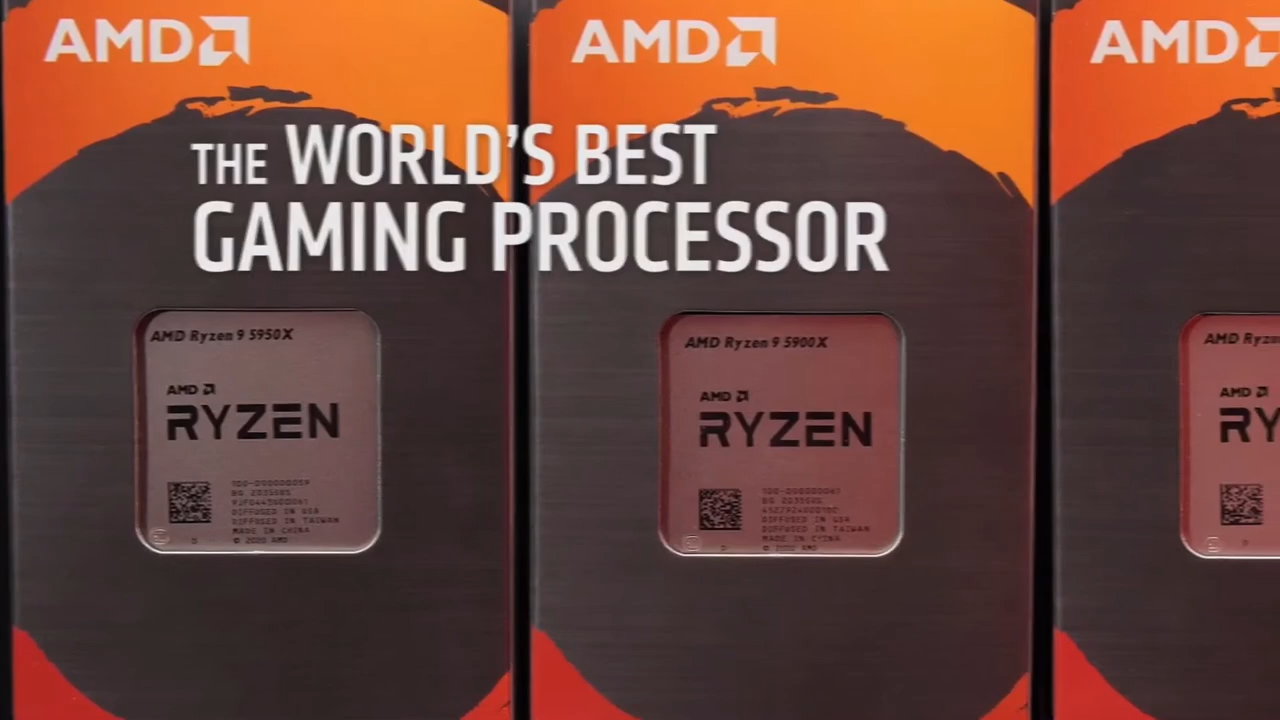 AMD
AMD
AMD
THE WORLD'S BEST
GAMING PROCESSOR
AMD Ryzen 9 5950X
AMD
RYZEN
DIFFUSED IN USA
DIFFUSED IN TAIWAN
MADE IN CHINA
© 2020 AMD
AMD Ryzen 9 5900X
AMD
RYZEN
DIFFUSED IN USA
DIFFUSED IN TAIWAN
MADE IN CHINA
© 2020 AMD
AMD